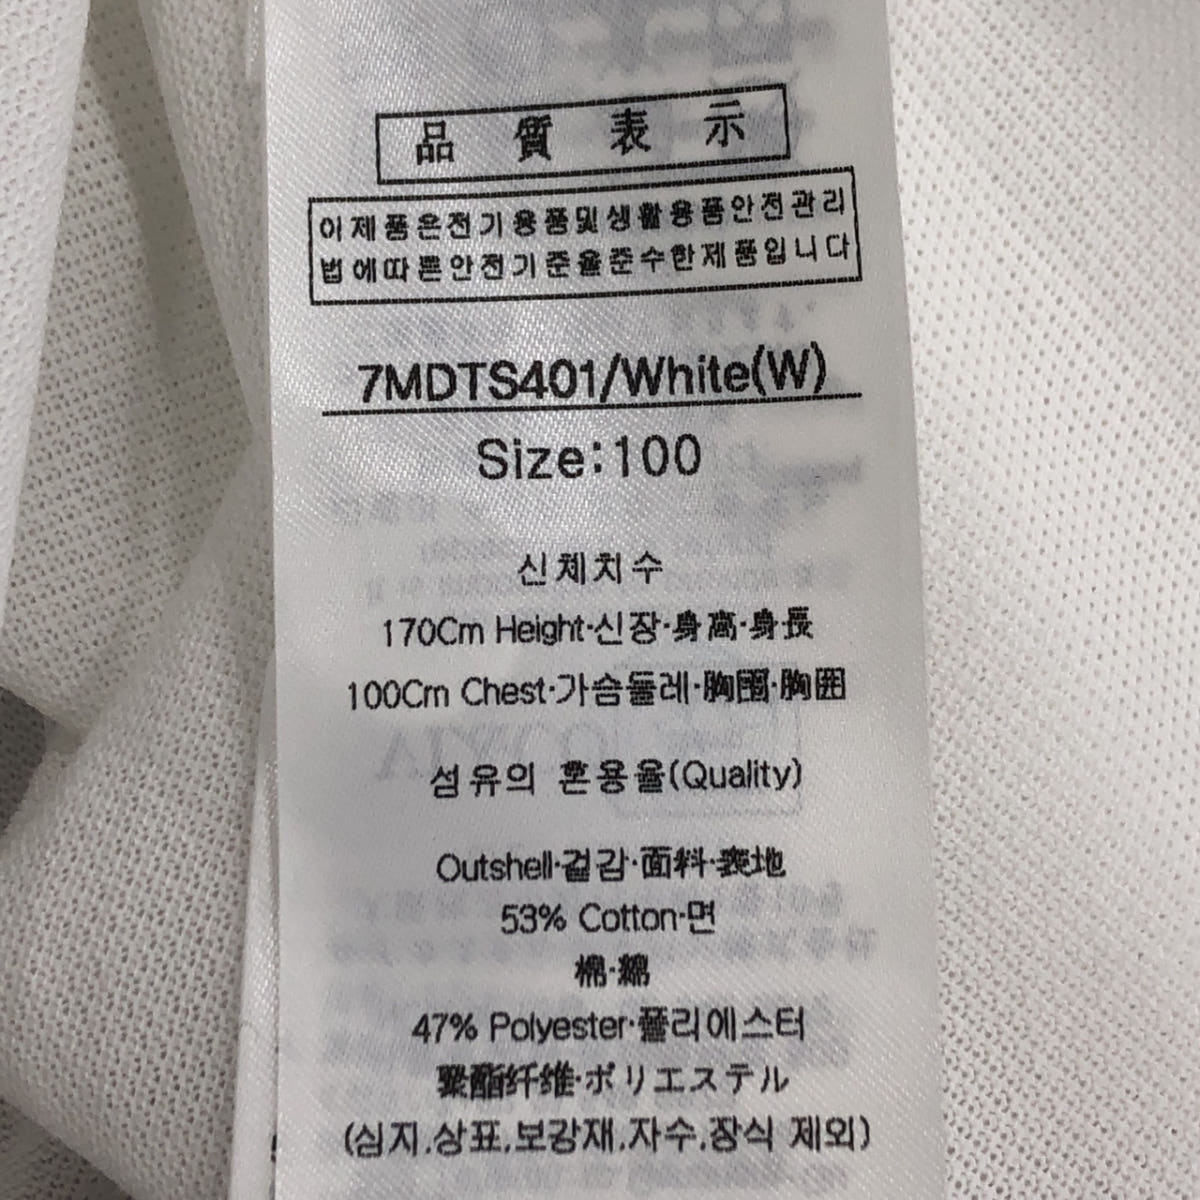 品質表示
이제품은전기용품및생활용품안전관리
법에따른안전기준을준수한제품입니다
7MDTS401/White(W)
Size:100
신체치수
170Cm Height·신장·身高·身長
100Cm Chest·가슴둘레·胸围·胸囲
섬유의 혼용율(Quality)
Outshell·겉감·面料·表地
53% Cotton·면
棉·綿
47% Polyester·폴리에스터
聚酯纤维·ポリエステル
(심지.상표.보강재.자수.장식 제외)